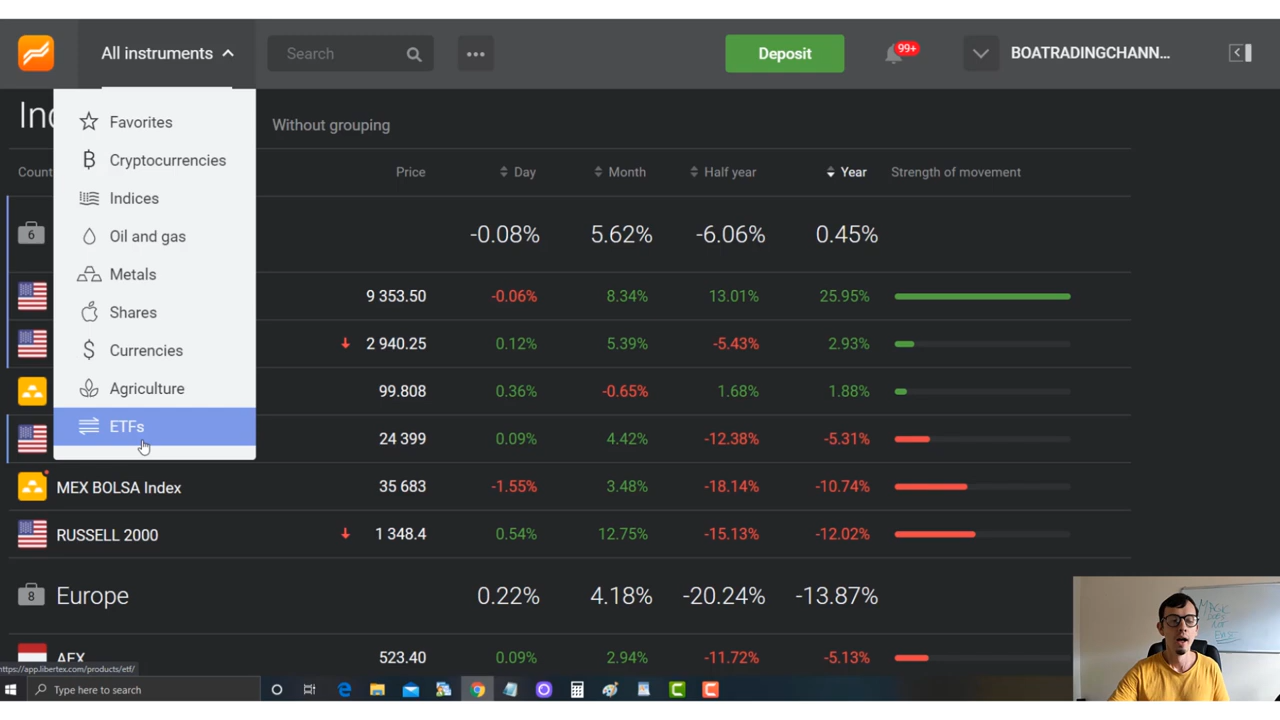 All instruments Search ••• Deposit 99+ BOATRADINGCHANN...
Ind Without grouping
Favorites
Cryptocurrencies
Indices
Oil and gas
Metals
Shares
Currencies
Agriculture
ETFs
Count Price Day Month Half year Year Strength of movement
6 -0.08% 5.62% -6.06% 0.45%
9 353.50 -0.06% 8.34% 13.01% 25.95%
2 940.25 0.12% 5.39% -5.43% 2.93%
99.808 0.36% -0.65% 1.68% 1.88%
24 399 0.09% 4.42% -12.38% -5.31%
MEX BOLSA Index 35 683 -1.55% 3.48% -18.14% -10.74%
RUSSELL 2000 1 348.4 0.54% 12.75% -15.13% -12.02%
8 Europe 0.22% 4.18% -20.24% -13.87%
AEX 523.40 0.09% 2.94% -11.72% -5.13%
https://app.libertex.com/products/etf/
Type here to search
MAGIC
DOES
NOT